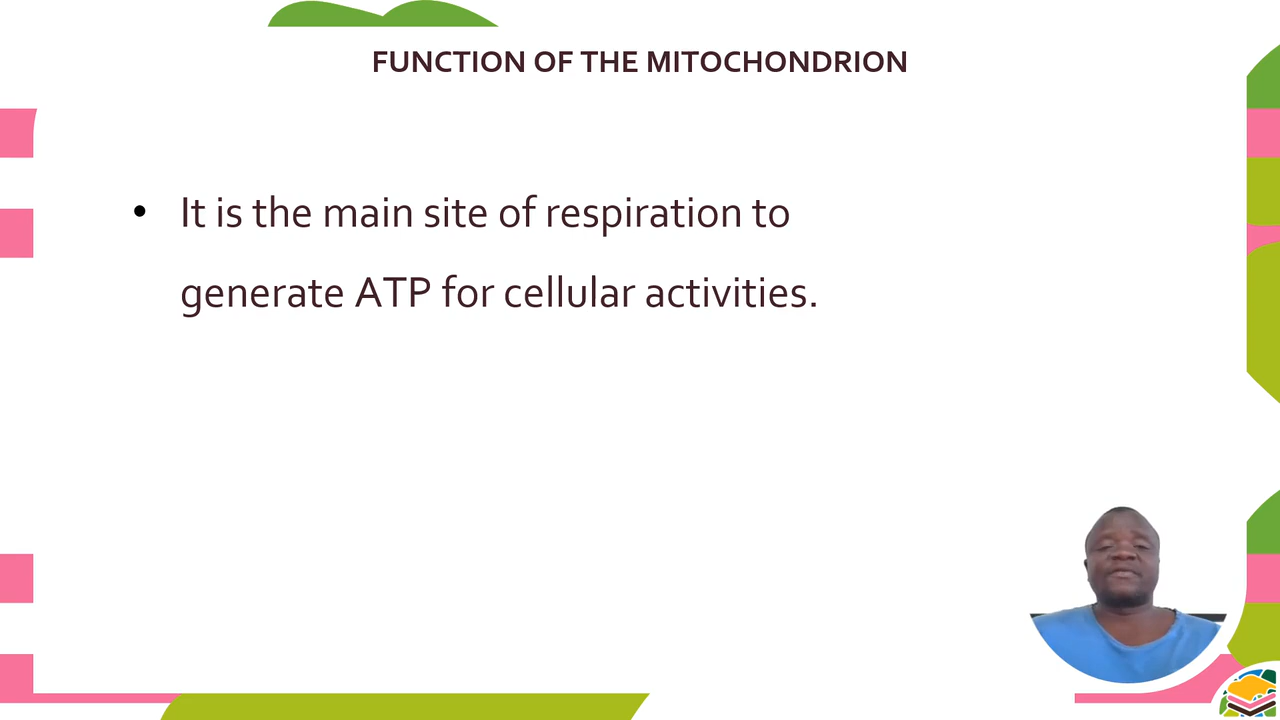 FUNCTION OF THE MITOCHONDRION
• It is the main site of respiration to
generate ATP for cellular activities.